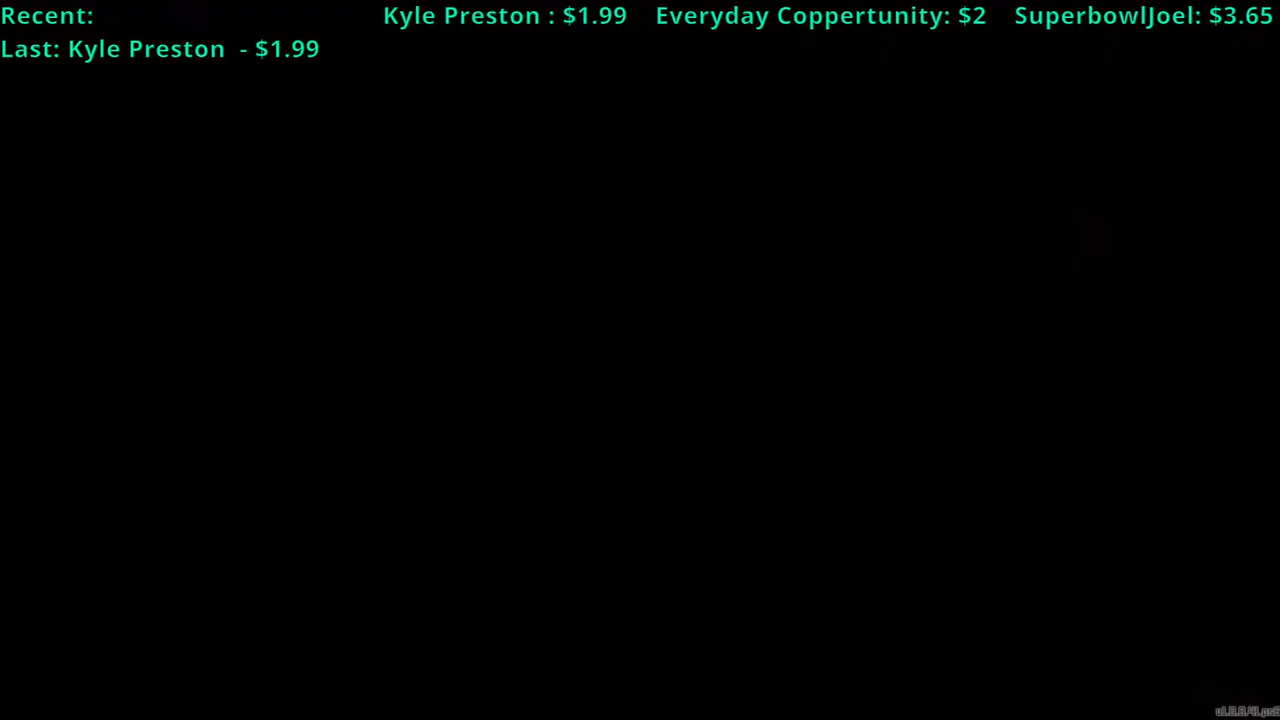 Recent: Kyle Preston : $1.99 Everyday Coppertunity: $2 SuperbowlJoel: $3.65
Last: Kyle Preston - $1.99